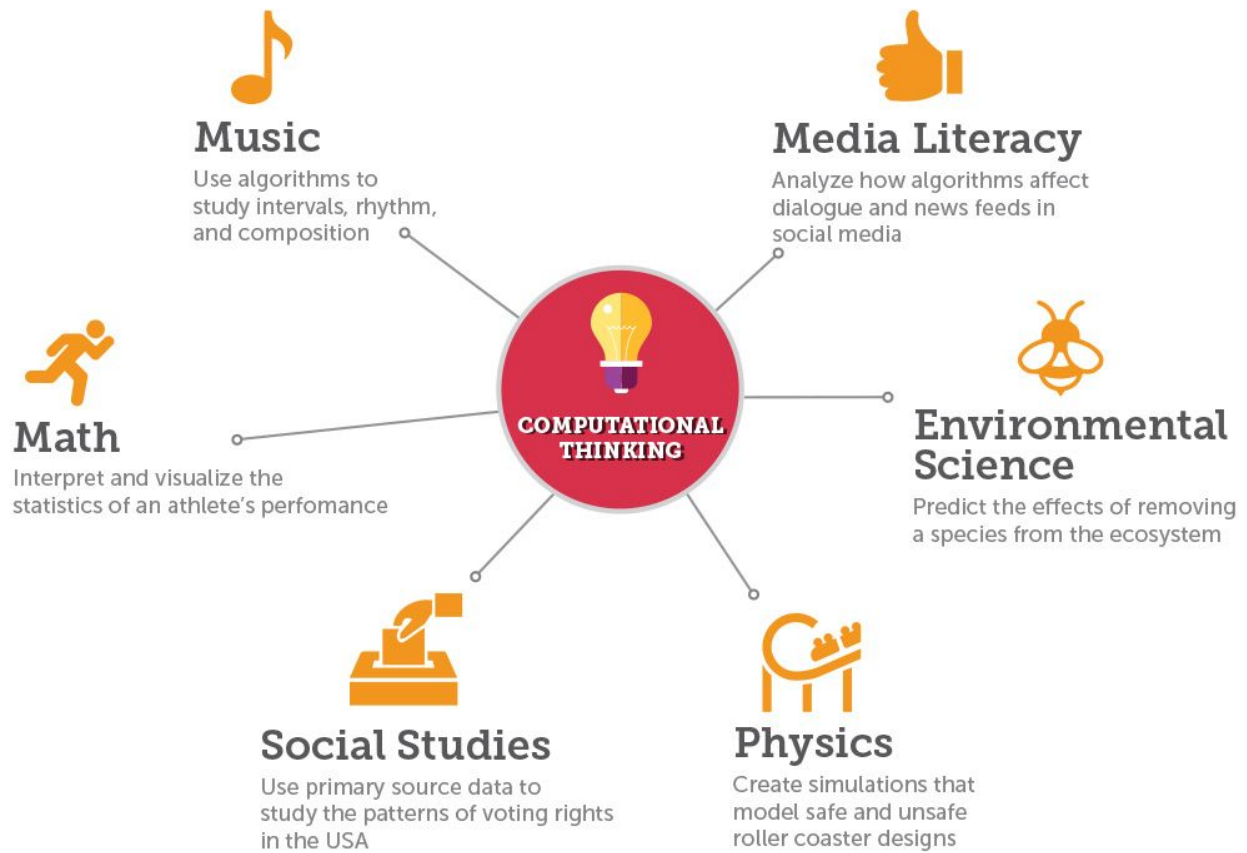 Music
Use algorithms to
study intervals, rhythm,
and composition
Media Literacy
Analyze how algorithms affect
dialogue and news feeds in
social media
COMPUTATIONAL
THINKING
Math
Interpret and visualize the
statistics of an athlete's perfomance
Environmental
Science
Predict the effects of removing
a species from the ecosystem
Social Studies
Use primary source data to
study the patterns of voting rights
in the USA
Physics
Create simulations that
model safe and unsafe
roller coaster designs